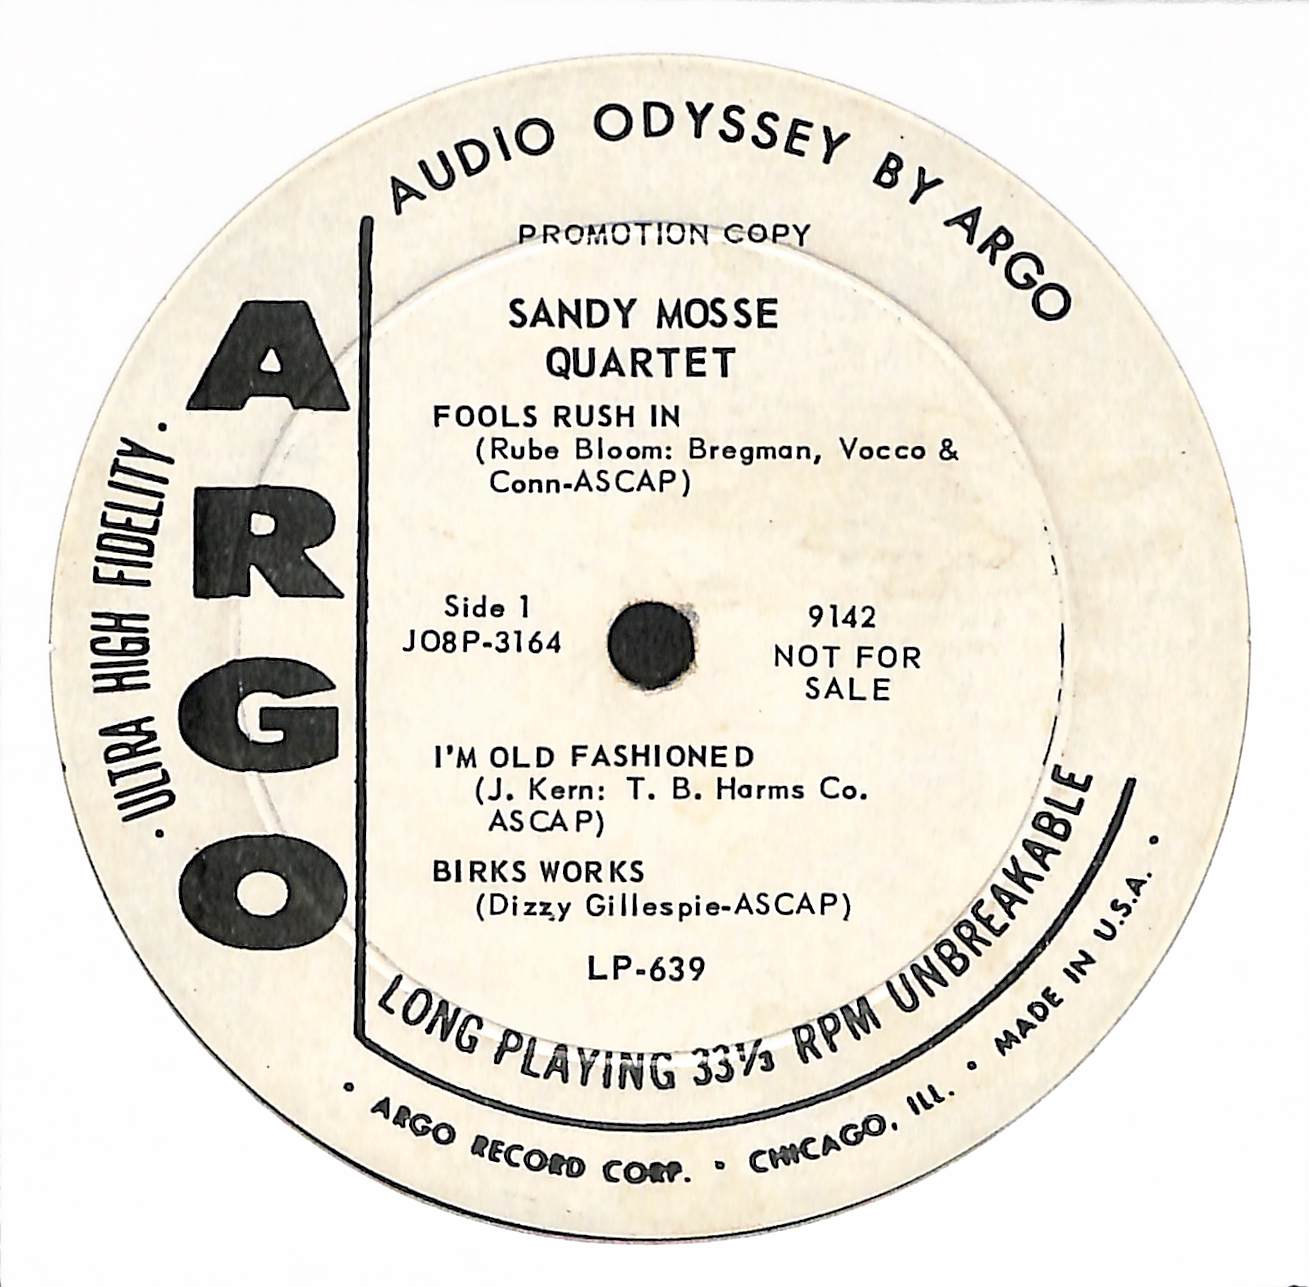 AUDIO ODYSSEY BY ARGO
PROMOTION COPY
SANDY MOSSE
QUARTET
FOOLS RUSH IN
(Rube Bloom: Bregman, Vocco &
Conn-ASCAP)
Side 1
JO8P-3164
9142
NOT FOR
SALE
I'M OLD FASHIONED
(J. Kern: T. B. Harms Co.
ASCAP)
BIRKS WORKS
(Dizzy Gillespie-ASCAP)
LP-639
ARGO
. ULTRA HIGH FIDELITY .
LONG PLAYING 33⅓ RPM UNBREAKABLE
• ARGO RECORD CORP. • CHICAGO, ILL. • MADE IN U.S.A. •